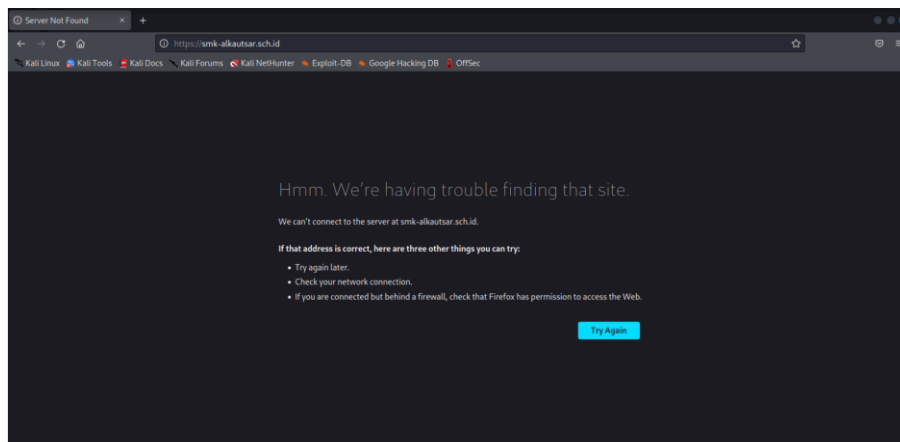 Server Not Found
https://smk-alkautsar.sch.id
Kali Linux Kali Tools Kali Docs Kali Forums Kali NetHunter Exploit-DB Google Hacking DB OffSec
Hmm. We're having trouble finding that site.
We can't connect to the server at smk-alkautsar.sch.id.
If that address is correct, here are three other things you can try:
• Try again later.
• Check your network connection.
• If you are connected but behind a firewall, check that Firefox has permission to access the Web.
Try Again